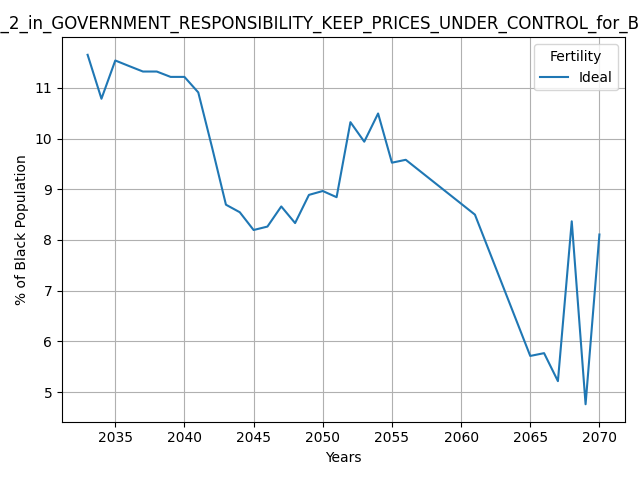 _2_in_GOVERNMENT_RESPONSIBILITY_KEEP_PRICES_UNDER_CONTROL_for_B
Fertility
Ideal
% of Black Population
11
10
9
8
7
6
5
2035 2040 2045 2050 2055 2060 2065 2070
Years